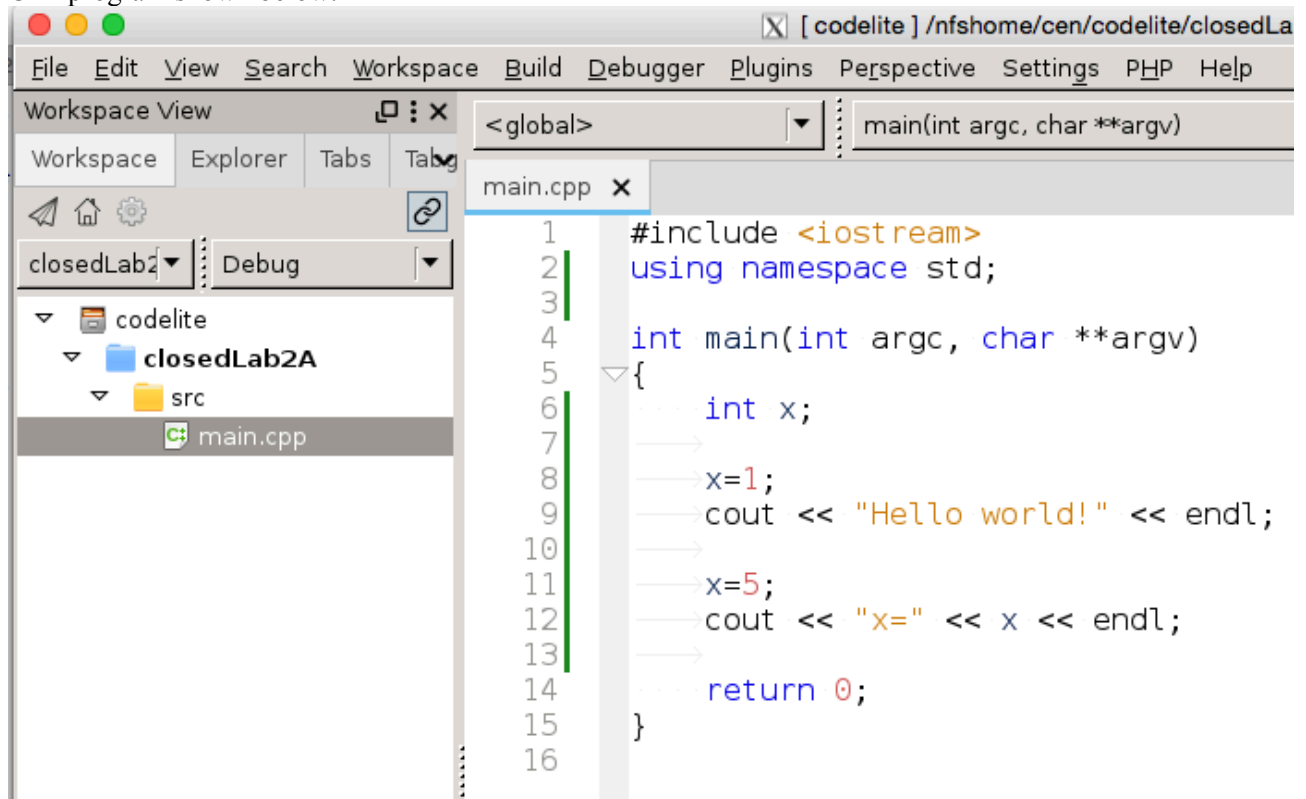 [ codelite ] /nfshome/cen/codelite/closedLa
File Edit View Search Workspace Build Debugger Plugins Perspective Settings PHP Help
Workspace View
<global>
main(int argc, char **argv)
Workspace Explorer Tabs
main.cpp
closedLab2
Debug
codelite
closedLab2A
src
main.cpp
1 #include <iostream>
2 using namespace std;
3
4 int main(int argc, char **argv)
5 {
6 int x;
7
8 x=1;
9 cout << "Hello world!" << endl;
10
11 x=5;
12 cout << "x=" << x << endl;
13
14 return 0;
15 }
16